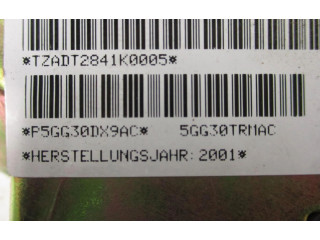 *TZADT2841K0005*
*P5GG30DX9AC* 5GG30TRMAC
*HERSTELLUNGSJAHR:2001*